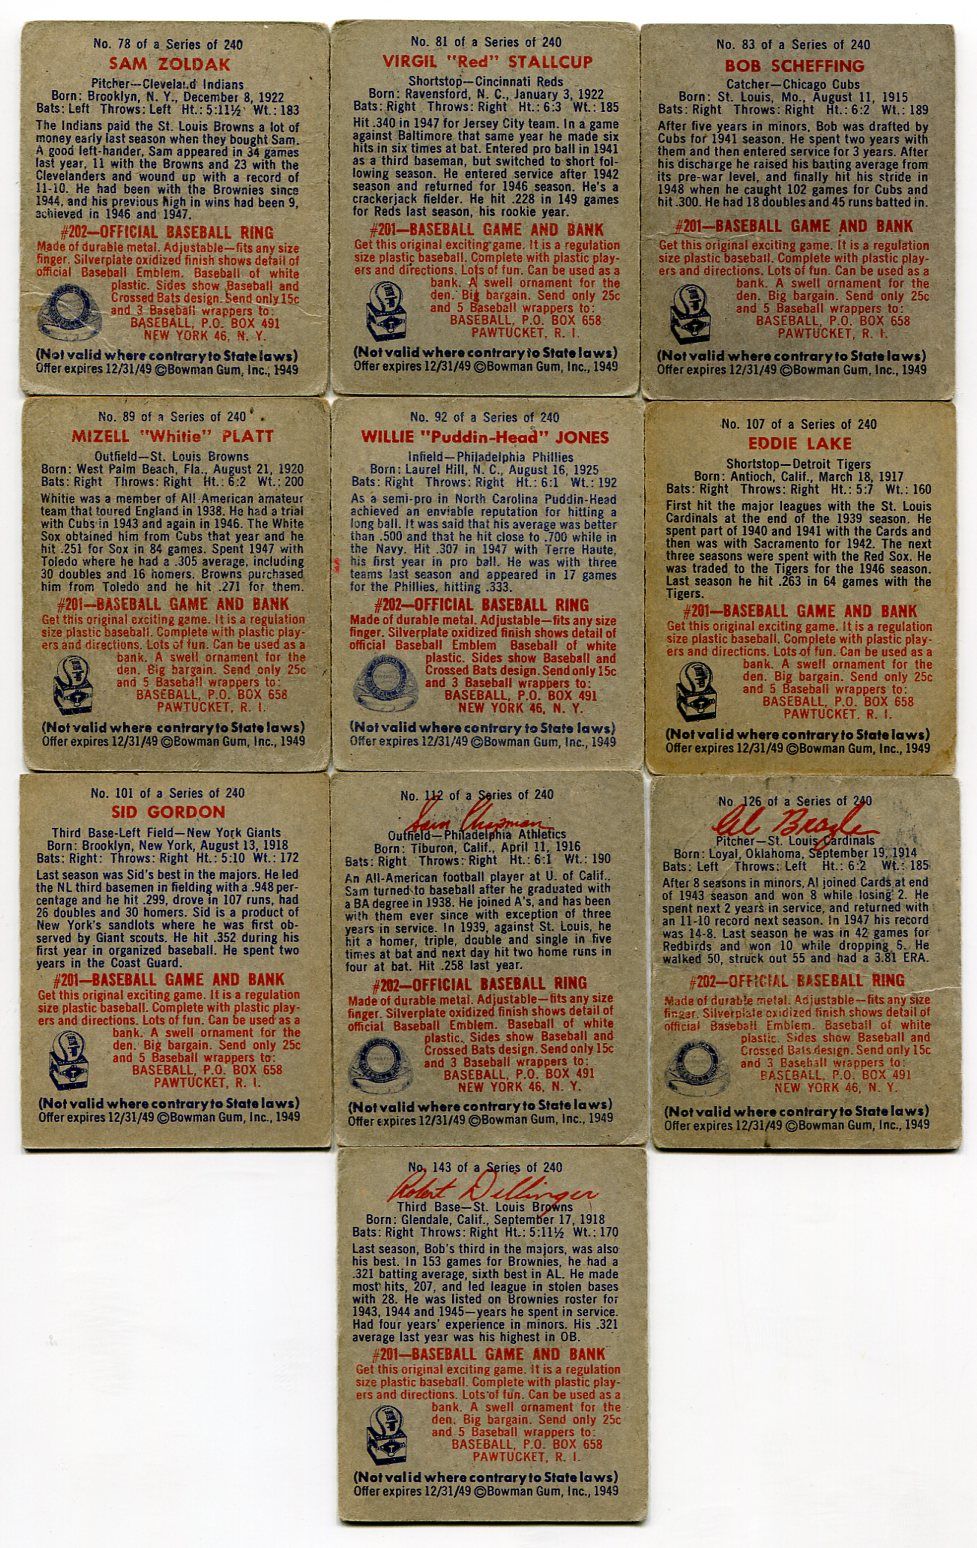 No. 78 of a Series of 240
SAM ZOLDAK
Pitcher—Cleveland Indians
Born: Brooklyn, N. Y., December 8, 1922
Bats: Left Throws: Left Ht.: 5:11½ Wt.: 183
The Indians paid the St. Louis Browns a lot of
money early last season when they bought Sam.
A good left-hander, Sam appeared in 34 games
last year, 11 with the Browns and 23 with the
Clevelanders and wound up with a record of
11-10. He had been with the Brownies since
1944, and his previous high in wins had been 9,
achieved in 1946 and 1947.
#202—OFFICIAL BASEBALL RING
Made of durable metal. Adjustable—fits any size
finger. Silverplate oxidized finish shows detail of
official Baseball Emblem. Baseball of white
plastic. Sides show Baseball and
Crossed Bats design. Send only 15c
and 3 Baseball wrappers to:
BASEBALL, P.O. BOX 491
NEW YORK 46, N. Y.
(Not valid where contrary to State laws)
Offer expires 12/31/49 ©Bowman Gum, Inc., 1949
No. 81 of a Series of 240
VIRGIL "Red" STALLCUP
Shortstop—Cincinnati Reds
Born: Ravensford, N. C., January 3, 1922
Bats: Right Throws: Right Ht.: 6:3 Wt.: 185
Hit .340 in 1947 for Jersey City team. In a game
against Baltimore that same year he made six
hits in six times at bat. Entered pro ball in 1941
as a third baseman, but switched to short fol-
lowing season. He entered service after 1942
season and returned for 1946 season. He's a
crackerjack fielder. He hit .228 in 149 games
for Reds last season, his rookie year.
#201—BASEBALL GAME AND BANK
Get this original exciting game. It is a regulation
size plastic baseball. Complete with plastic play-
ers and directions. Lots of fun. Can be used as a
bank. A swell ornament for the
den. Big bargain. Send only 25c
and 5 Baseball wrappers to:
BASEBALL, P.O. BOX 658
PAWTUCKET, R. I.
(Not valid where contrary to State laws)
Offer expires 12/31/49 ©Bowman Gum, Inc., 1949
No. 83 of a Series of 240
BOB SCHEFFING
Catcher—Chicago Cubs
Born: St. Louis, Mo., August 11, 1915
Bats: Right Throws: Right Ht.: 6:2 Wt.: 189
After five years in minors, Bob was drafted by
Cubs for 1941 season. He spent two years with
them and then entered service for 3 years. After
his discharge he raised his batting average from
its pre-war level, and finally hit his stride in
1948 when he caught 102 games for Cubs and
hit .300. He had 18 doubles and 45 runs batted in.
#201—BASEBALL GAME AND BANK
Get this original exciting game. It is a regulation
size plastic baseball. Complete with plastic play-
ers and directions. Lots of fun. Can be used as a
bank. A swell ornament for the
den. Big bargain. Send only 25c
and 5 Baseball wrappers to:
BASEBALL, P.O. BOX 658
PAWTUCKET, R. I.
(Not valid where contrary to State laws)
Offer expires 12/31/49 ©Bowman Gum, Inc., 1949
No. 89 of a Series of 240
MIZELL "Whitie" PLATT
Outfield—St. Louis Browns
Born: West Palm Beach, Fla., August 21, 1920
Bats: Right Throws: Right Ht.: 6:2 Wt.: 200
Whitie was a member of All American amateur
team that toured England in 1938. He had a trial
with Cubs in 1943 and again in 1946. The White
Sox obtained him from Cubs that year and he
hit .251 for Sox in 84 games. Spent 1947 with
Toledo where he had a .305 average, including
30 doubles and 16 homers. Browns purchased
him from Toledo and he hit .271 for them.
#201—BASEBALL GAME AND BANK
Get this original exciting game. It is a regulation
size plastic baseball. Complete with plastic play-
ers and directions. Lots of fun. Can be used as a
bank. A swell ornament for the
den. Big bargain. Send only 25c
and 5 Baseball wrappers to:
BASEBALL, P.O. BOX 658
PAWTUCKET, R. I.
(Not valid where contrary to State laws)
Offer expires 12/31/49 ©Bowman Gum, Inc., 1949
No. 92 of a Series of 240
WILLIE "Puddin-Head" JONES
Infield—Philadelphia Phillies
Born: Laurel Hill, N. C., August 16, 1925
Bats: Right Throws: Right Ht.: 6:1 Wt.: 192
As a semi-pro in North Carolina Puddin-Head
achieved an enviable reputation for hitting a
long ball. It was said that his average was better
than .500 and that he hit close to .700 while in
the Navy. Hit .307 in 1947 with Terre Haute,
his first year in pro ball. He was with three
teams last season and appeared in 17 games
for the Phillies, hitting .333.
#202—OFFICIAL BASEBALL RING
Made of durable metal. Adjustable—fits any size
finger. Silverplate oxidized finish shows detail of
official Baseball Emblem Baseball of white
plastic. Sides show Baseball and
Crossed Bats design. Send only 15c
and 3 Baseball wrappers to:
BASEBALL, P.O. BOX 491
NEW YORK 46, N. Y.
(Not valid where contrary to State laws)
Offer expires 12/31/49 ©Bowman Gum, Inc., 1949
No. 107 of a Series of 240
EDDIE LAKE
Shortstop—Detroit Tigers
Born: Antioch, Calif., March 18, 1917
Bats: Right Throws: Right Ht.: 5:7 Wt.: 160
First hit the major leagues with the St. Louis
Cardinals at the end of the 1939 season. He
spent part of 1940 and 1941 with the Cards and
then was with Sacramento for 1942. The next
three seasons were spent with the Red Sox. He
was traded to the Tigers for the 1946 season.
Last season he hit .263 in 64 games with the
Tigers.
#201—BASEBALL GAME AND BANK
Get this original exciting game. It is a regulation
size plastic baseball. Complete with plastic play-
ers and directions. Lots of fun. Can be used as a
bank. A swell ornament for the
den. Big bargain. Send only 25c
and 5 Baseball wrappers to:
BASEBALL, P.O. BOX 658
PAWTUCKET, R. I.
(Not valid where contrary to State laws)
Offer expires 12/31/49 ©Bowman Gum, Inc., 1949
No. 101 of a Series of 240
SID GORDON
Third Base-Left Field—New York Giants
Born: Brooklyn, New York, August 13, 1918
Bats: Right: Throws: Right Ht.: 5:10 Wt.: 172
Last season was Sid's best in the majors. He led
the NL third basemen in fielding with a .948 per-
centage and he hit .299, drove in 107 runs, had
26 doubles and 30 homers. Sid is a product of
New York's sandlots where he was first ob-
served by Giant scouts. He hit .352 during his
first year in organized baseball. He spent two
years in the Coast Guard.
#201—BASEBALL GAME AND BANK
Get this original exciting game. It is a regulation
size plastic baseball. Complete with plastic play-
ers and directions. Lots of fun. Can be used as a
bank. A swell ornament for the
den. Big bargain. Send only 25c
and 5 Baseball wrappers to:
BASEBALL, P.O. BOX 658
PAWTUCKET, R. I.
(Not valid where contrary to State laws)
Offer expires 12/31/49 ©Bowman Gum, Inc., 1949
No. 112 of a Series of 240
Sam Chapman
Outfield—Philadelphia Athletics
Born: Tiburon, Calif., April 11, 1916
Bats: Right Throws: Right Ht.: 6:1 Wt.: 190
An All-American football player at U. of Calif..
Sam turned to baseball after he graduated with
a BA degree in 1938. He joined A's, and has been
with them ever since with exception of three
years in service. In 1939, against St. Louis, he
hit a homer, triple, double and single in five
times at bat and next day hit two home runs in
four at bat. Hit .258 last year.
#202—OFFICIAL BASEBALL RING
Made of durable metal. Adjustable—fits any size
finger. Silverplate oxidized finish shows detail of
official Baseball Emblem. Baseball of white
plastic. Sides show Baseball and
Crossed Bats design. Send only 15c
and 3 Baseball wrappers to:
BASEBALL, P.O. BOX 491
NEW YORK 46, N. Y.
(Not valid where contrary to State laws)
Offer expires 12/31/49 ©Bowman Gum, Inc., 1949
No 126 of a Series of 240
Al Brazle
Pitcher—St. Louis Cardinals
Born: Loyal, Oklahoma, September 19, 1914
Bats: Left Throws: Left Ht.: 6:2 Wt.: 185
After 8 seasons in minors, Al joined Cards at end
of 1943 season and won 8 while losing 2. He
spent next 2 years in service, and returned with
an 11-10 record next season. In 1947 his record
was 14-8. Last season he was in 42 games for
Redbirds and won 10 while dropping 6. He
walked 50, struck out 55 and had a 3.81 ERA.
#202—OFFICIAL BASEBALL RING
Made of durable metal. Adjustable—fits any size
finger. Silverplate oxidized finish shows detail of
official Baseball Emblem. Baseball of white
plastic. Sides show Baseball and
Crossed Bats design. Send only 15c
and 3 Baseball wrappers to:
BASEBALL, P.O. BOX 491
NEW YORK 46, N. Y.
(Not valid where contrary to State laws)
Offer expires 12/31/49 ©Bowman Gum, Inc., 1949
No. 143 of a Series of 240
Robert Dillinger
Third Base—St. Louis Browns
Born: Glendale, Calif., September 17, 1918
Bats: Right Throws: Right Ht.: 5:11½ Wt.: 170
Last season, Bob's third in the majors, was also
his best. In 153 games for Brownies, he had a
.321 batting average, sixth best in AL. He made
most hits, 207, and led league in stolen bases
with 28. He was listed on Brownies roster for
1943, 1944 and 1945—years he spent in service.
Had four years' experience in minors. His .321
average last year was his highest in OB.
#201—BASEBALL GAME AND BANK
Get this original exciting game. It is a regulation
size plastic baseball. Complete with plastic play-
ers and directions. Lots of fun. Can be used as a
bank. A swell ornament for the
den. Big bargain. Send only 25c
and 5 Baseball wrappers to:
BASEBALL, P.O. BOX 658
PAWTUCKET, R. I.
(Not valid where contrary to State laws)
Offer expires 12/31/49 ©Bowman Gum, Inc., 1949